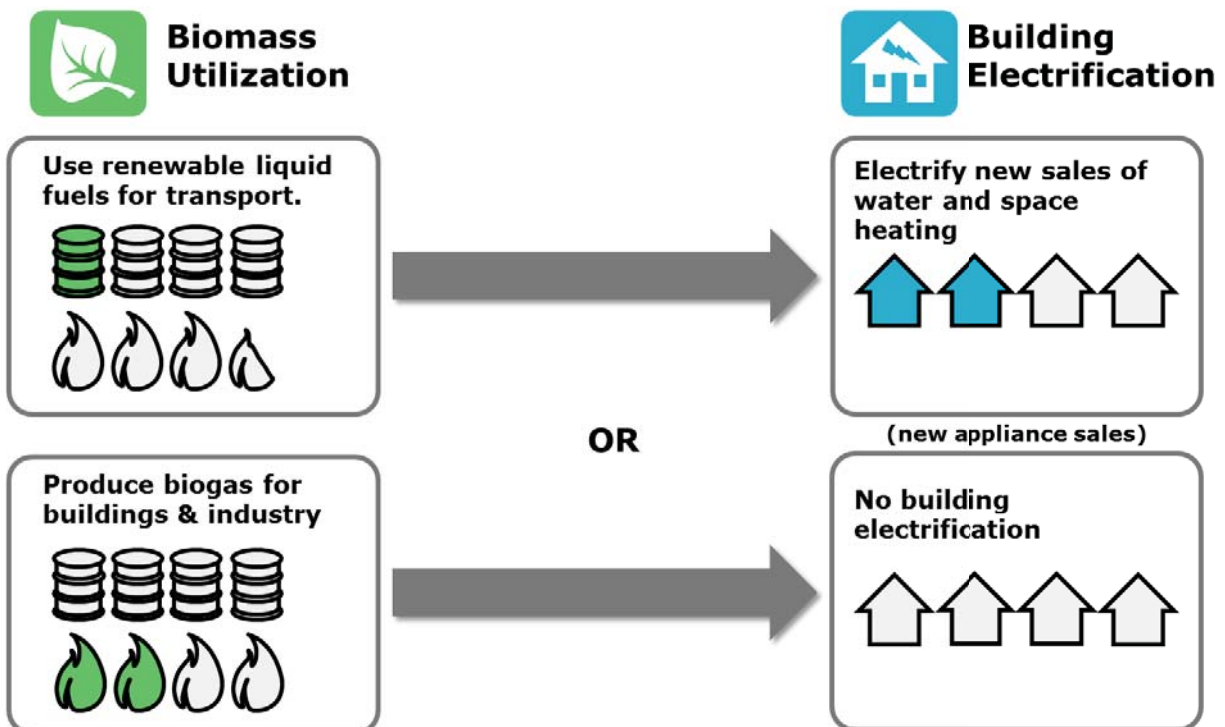 Biomass
Utilization
Building
Electrification
Use renewable liquid
fuels for transport.
Electrify new sales of
water and space
heating
OR
(new appliance sales)
Produce biogas for
buildings & industry
No building
electrification